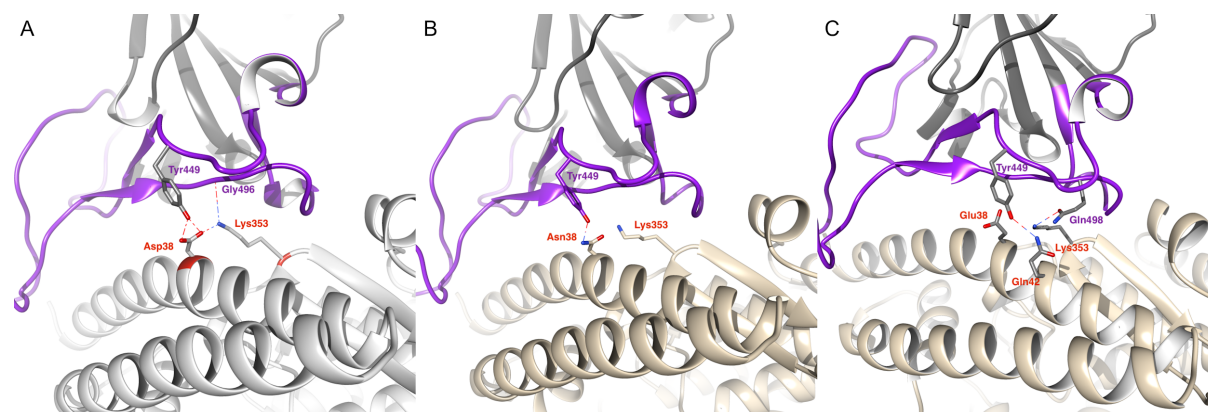 A
Tyr449
Gly496
Lys353
Asp38
B
Tyr449
Asn38
Lys353
C
Tyr449
Glu38
Gln498
Lys353
Gln42